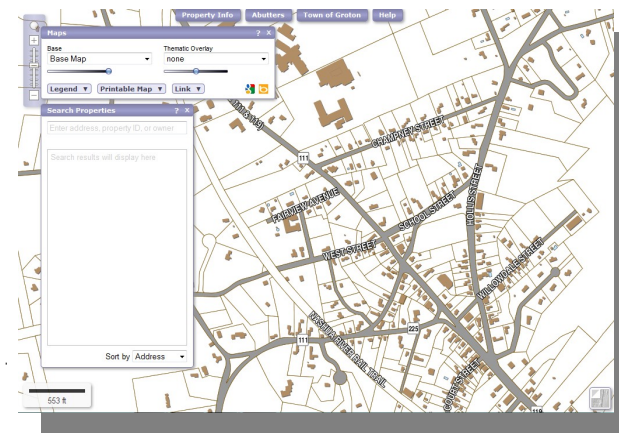 Property Info Abutters Town of Groton Help
Maps ? x
Base Thematic Overlay
Base Map none
Legend Printable Map Link
Search Properties ? x
Enter address, property ID, or owner
Search results will display here
Sort by Address
553 ft
& 119)
111
CHAMPNEY STREET
FAIRVIEW AVENUE
SCHOOL STREET
HOLLIS STREET
WEST STREET
WILLOWDALE STREET
NASHUA RIVER RAIL TRAIL
225
111
COURT STREET
119